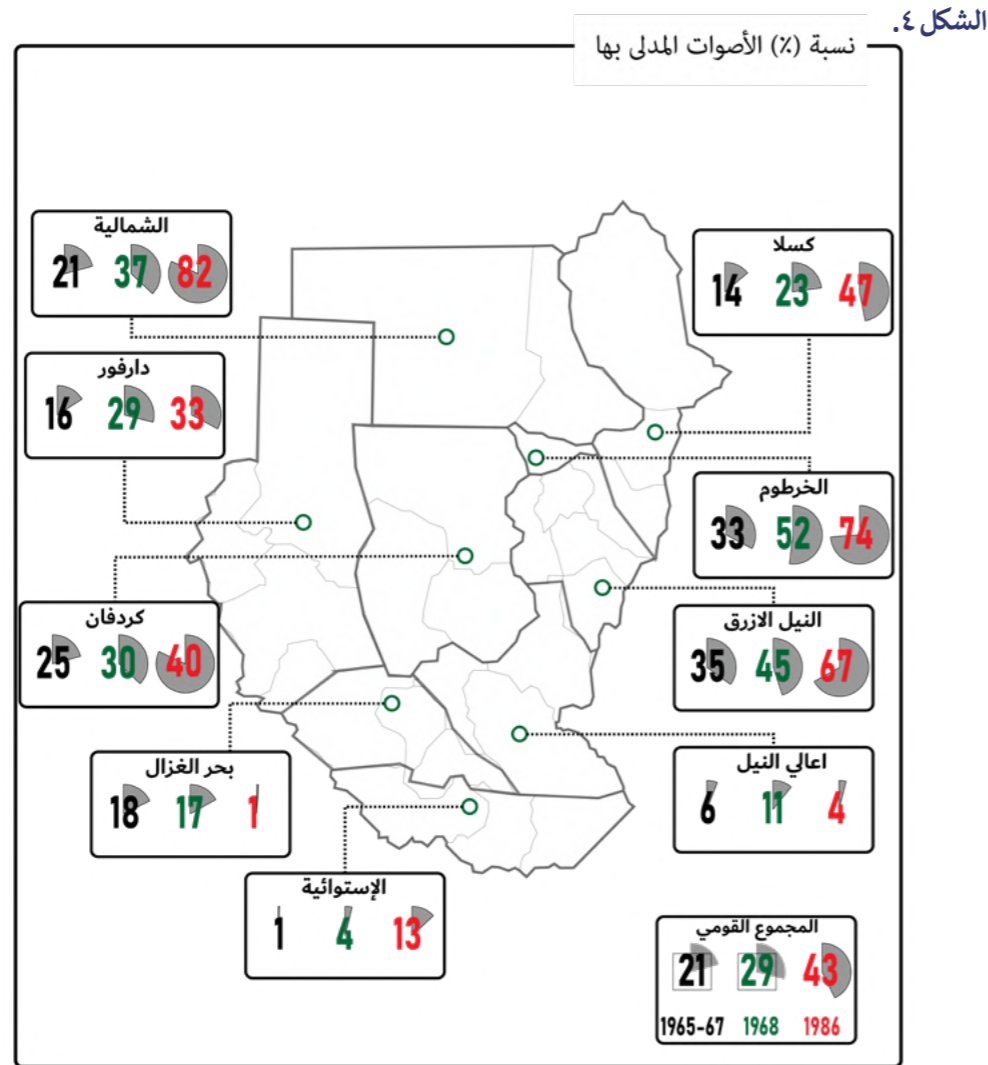 الشكل ٤.
نسبة (٪) الأصوات المدلى بها
الشمالية
21 37 82
كسلا
14 23 47
دارفور
16 29 33
الخرطوم
33 52 74
كردفان
25 30 40
النيل الازرق
35 45 67
بحر الغزال
18 17 1
اعالي النيل
6 11 4
الإستوائية
1 4 13
المجموع القومي
21 29 43
1965-67 1968 1986